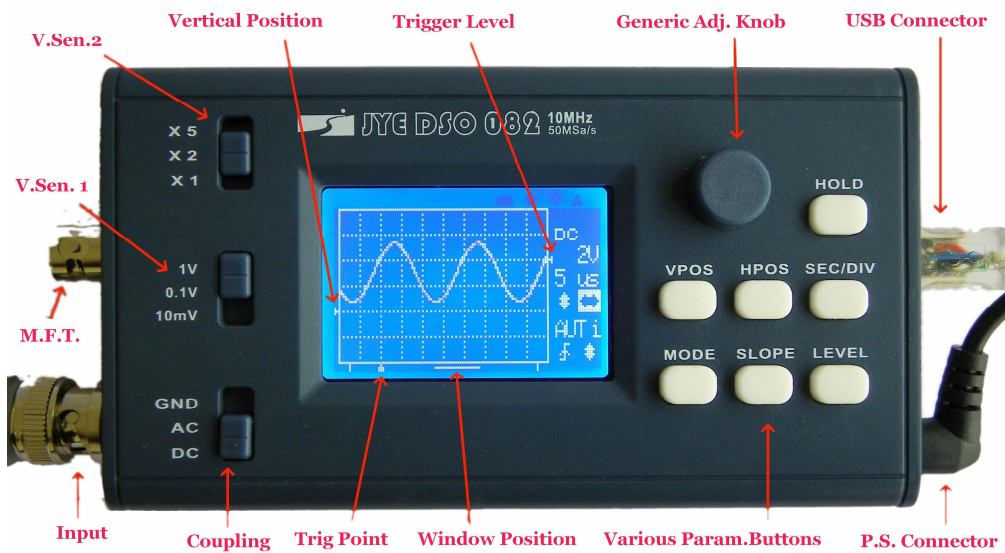 Vertical Position
Trigger Level
Generic Adj. Knob
USB Connector
V.Sen.2
JYE DSO 082 10MHz
50MSa/s
X 5
X 2
X 1
HOLD
V.Sen. 1
DC
2V
1V
0.1V
10mV
5 us
VPOS HPOS SEC/DIV
M.F.T.
AUTi
MODE SLOPE LEVEL
GND
AC
DC
Input
Coupling
Trig Point
Window Position
Various Param.Buttons
P.S. Connector